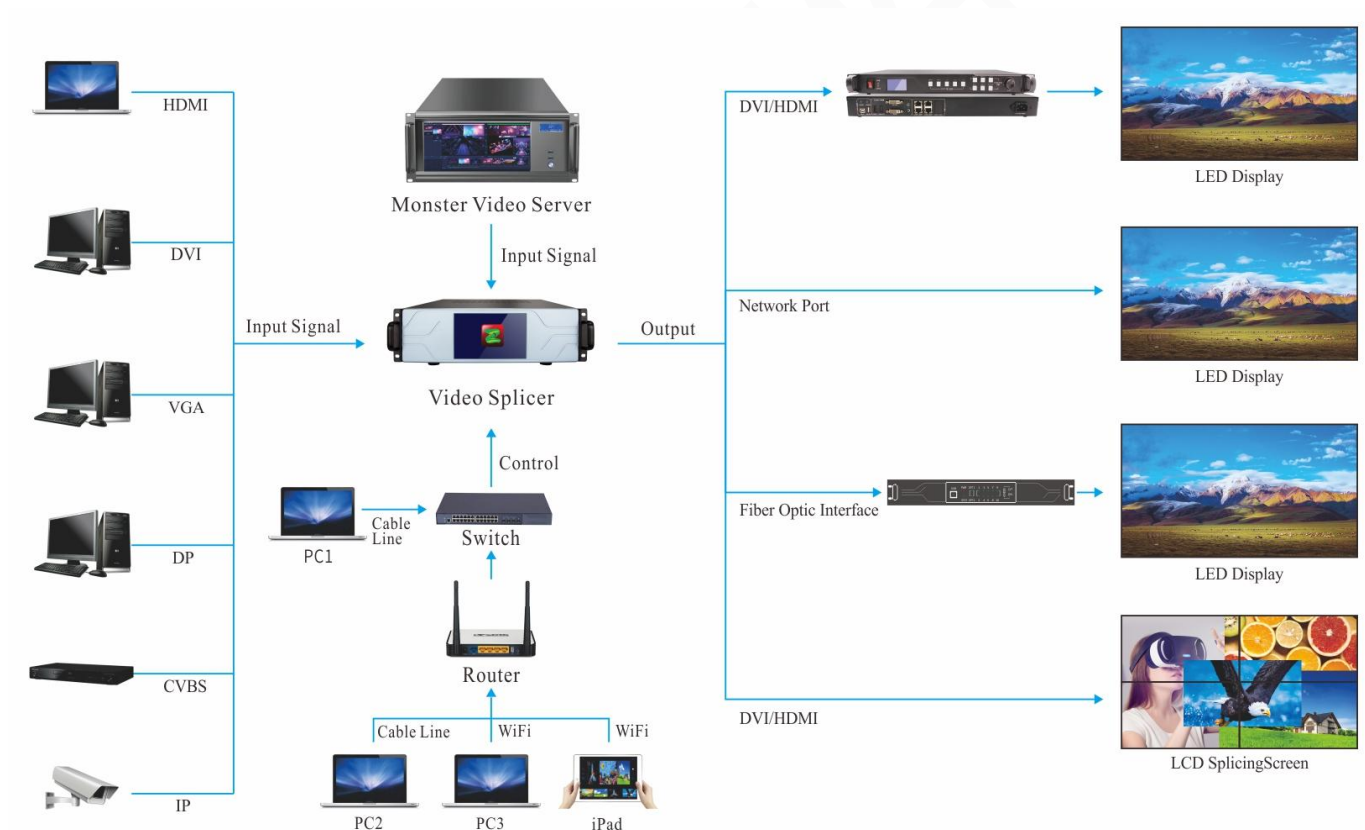 HDMI
DVI
VGA
DP
CVBS
IP
Input Signal
Monster Video Server
Input Signal
Video Splicer
Control
PC1
Cable
Line
Switch
Router
Cable Line
WiFi
WiFi
PC2
PC3
iPad
Output
DVI/HDMI
LED Display
Network Port
LED Display
Fiber Optic Interface
LED Display
DVI/HDMI
LCD SplicingScreen